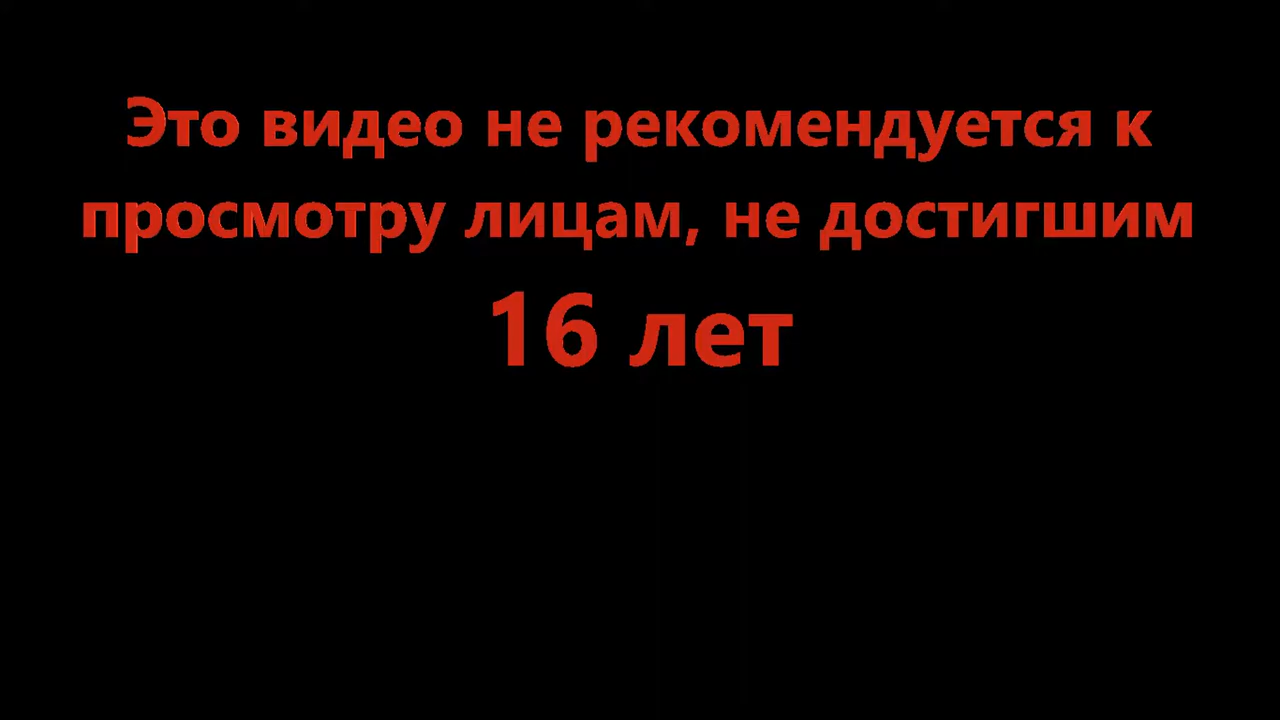 Это видео не рекомендуется к
просмотру лицам, не достигшим
16 лет